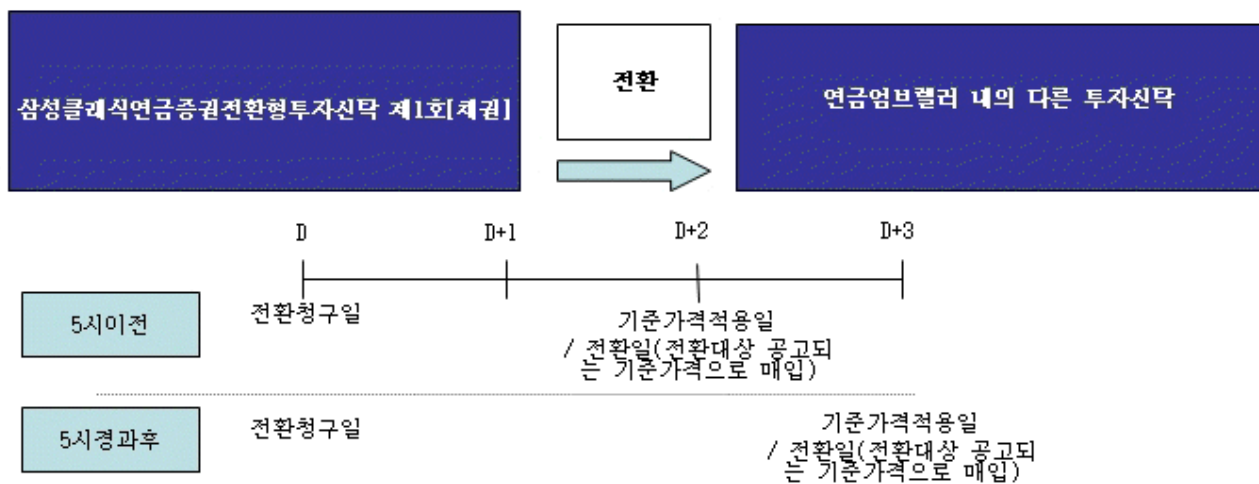 삼성클래식연금증권전환형투자신탁 제1호[채권]
전환
연금엄브렐러 내의 다른 투자신탁
D
D+1
D+2
D+3
5시이전
전환청구일
기준가격적용일
/ 전환일(전환대상 공고되
는 기준가격으로 매입)
5시경과후
전환청구일
기준가격적용일
/ 전환일(전환대상 공고되
는 기준가격으로 매입)